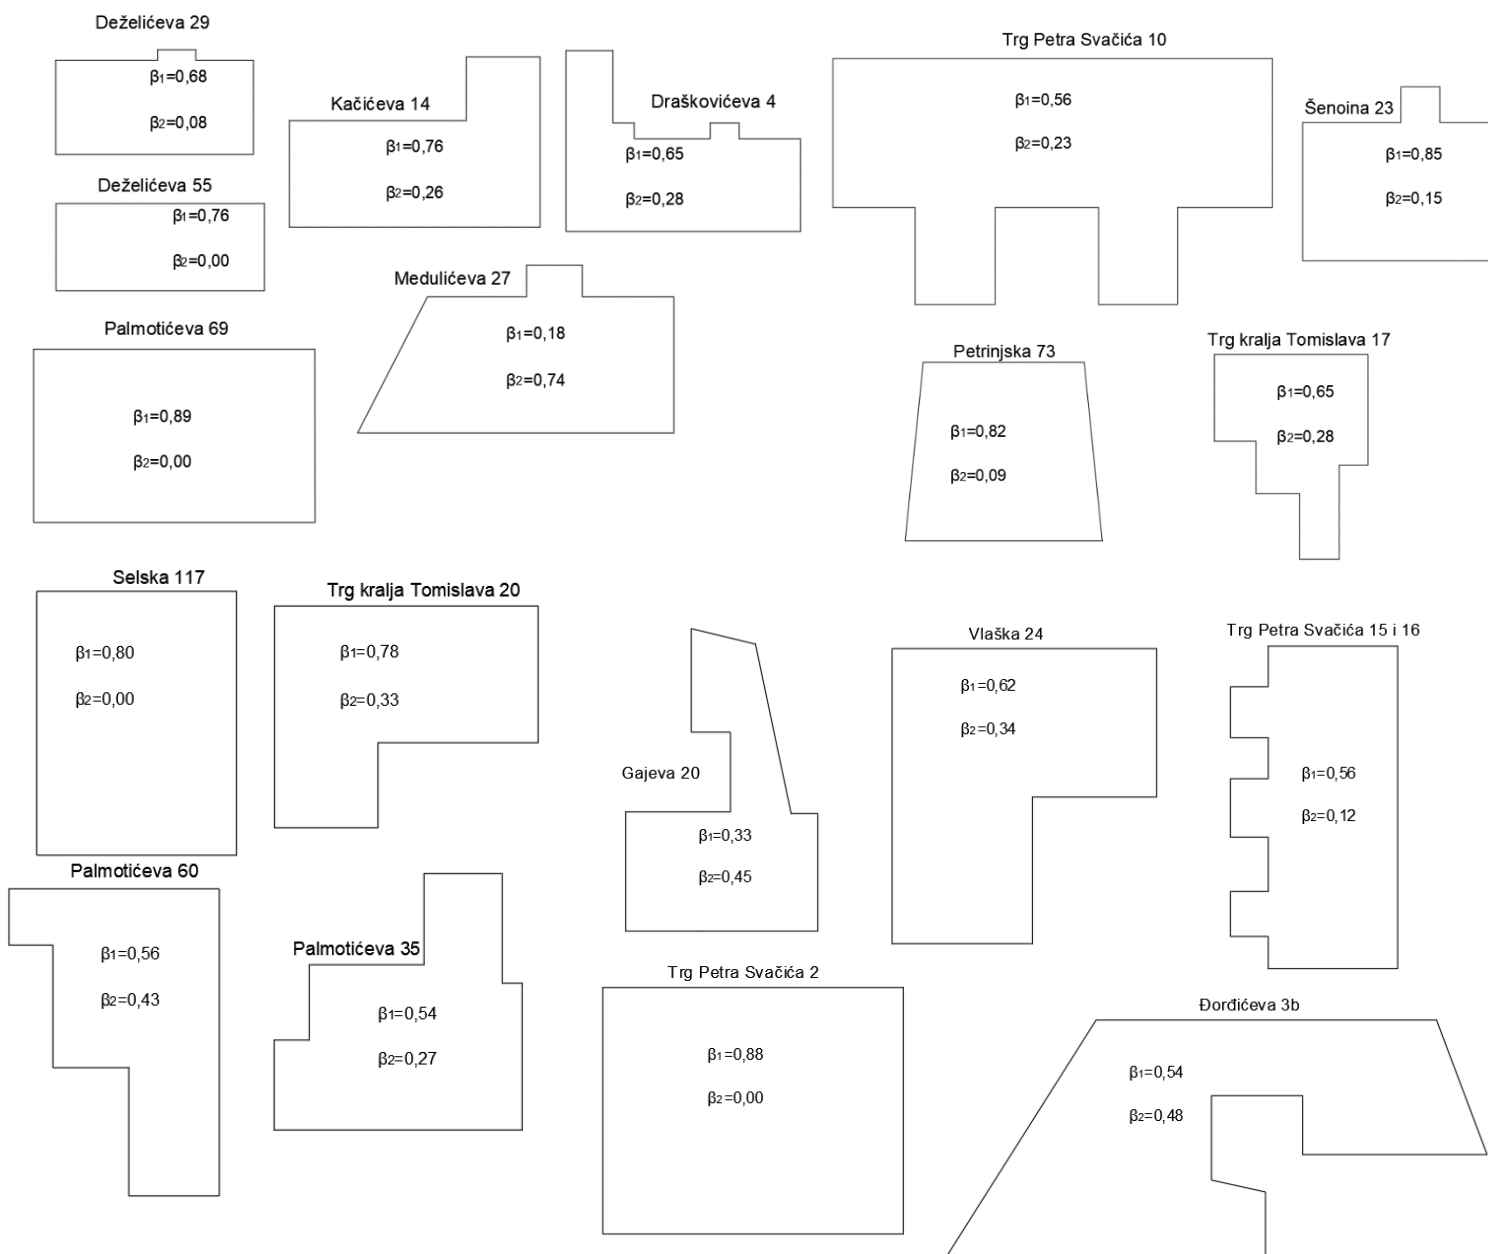 Deželićeva 29
β1=0,68
β2=0,08
Kačićeva 14
β1=0,76
β2=0,26
Draškovićeva 4
β1=0,65
β2=0,28
Trg Petra Svačića 10
β1=0,56
β2=0,23
Šenoina 23
β1=0,85
β2=0,15
Deželićeva 55
β1=0,76
β2=0,00
Medulićeva 27
β1=0,18
β2=0,74
Palmotićeva 69
β1=0,89
β2=0,00
Petrinjska 73
β1=0,82
β2=0,09
Trg kralja Tomislava 17
β1=0,65
β2=0,28
Selska 117
β1=0,80
β2=0,00
Trg kralja Tomislava 20
β1=0,78
β2=0,33
Gajeva 20
β1=0,33
β2=0,45
Vlaška 24
β1=0,62
β2=0,34
Trg Petra Svačića 15 i 16
β1=0,56
β2=0,12
Palmotićeva 60
β1=0,56
β2=0,43
Palmotićeva 35
β1=0,54
β2=0,27
Trg Petra Svačića 2
β1=0,88
β2=0,00
Đorđićeva 3b
β1=0,54
β2=0,48